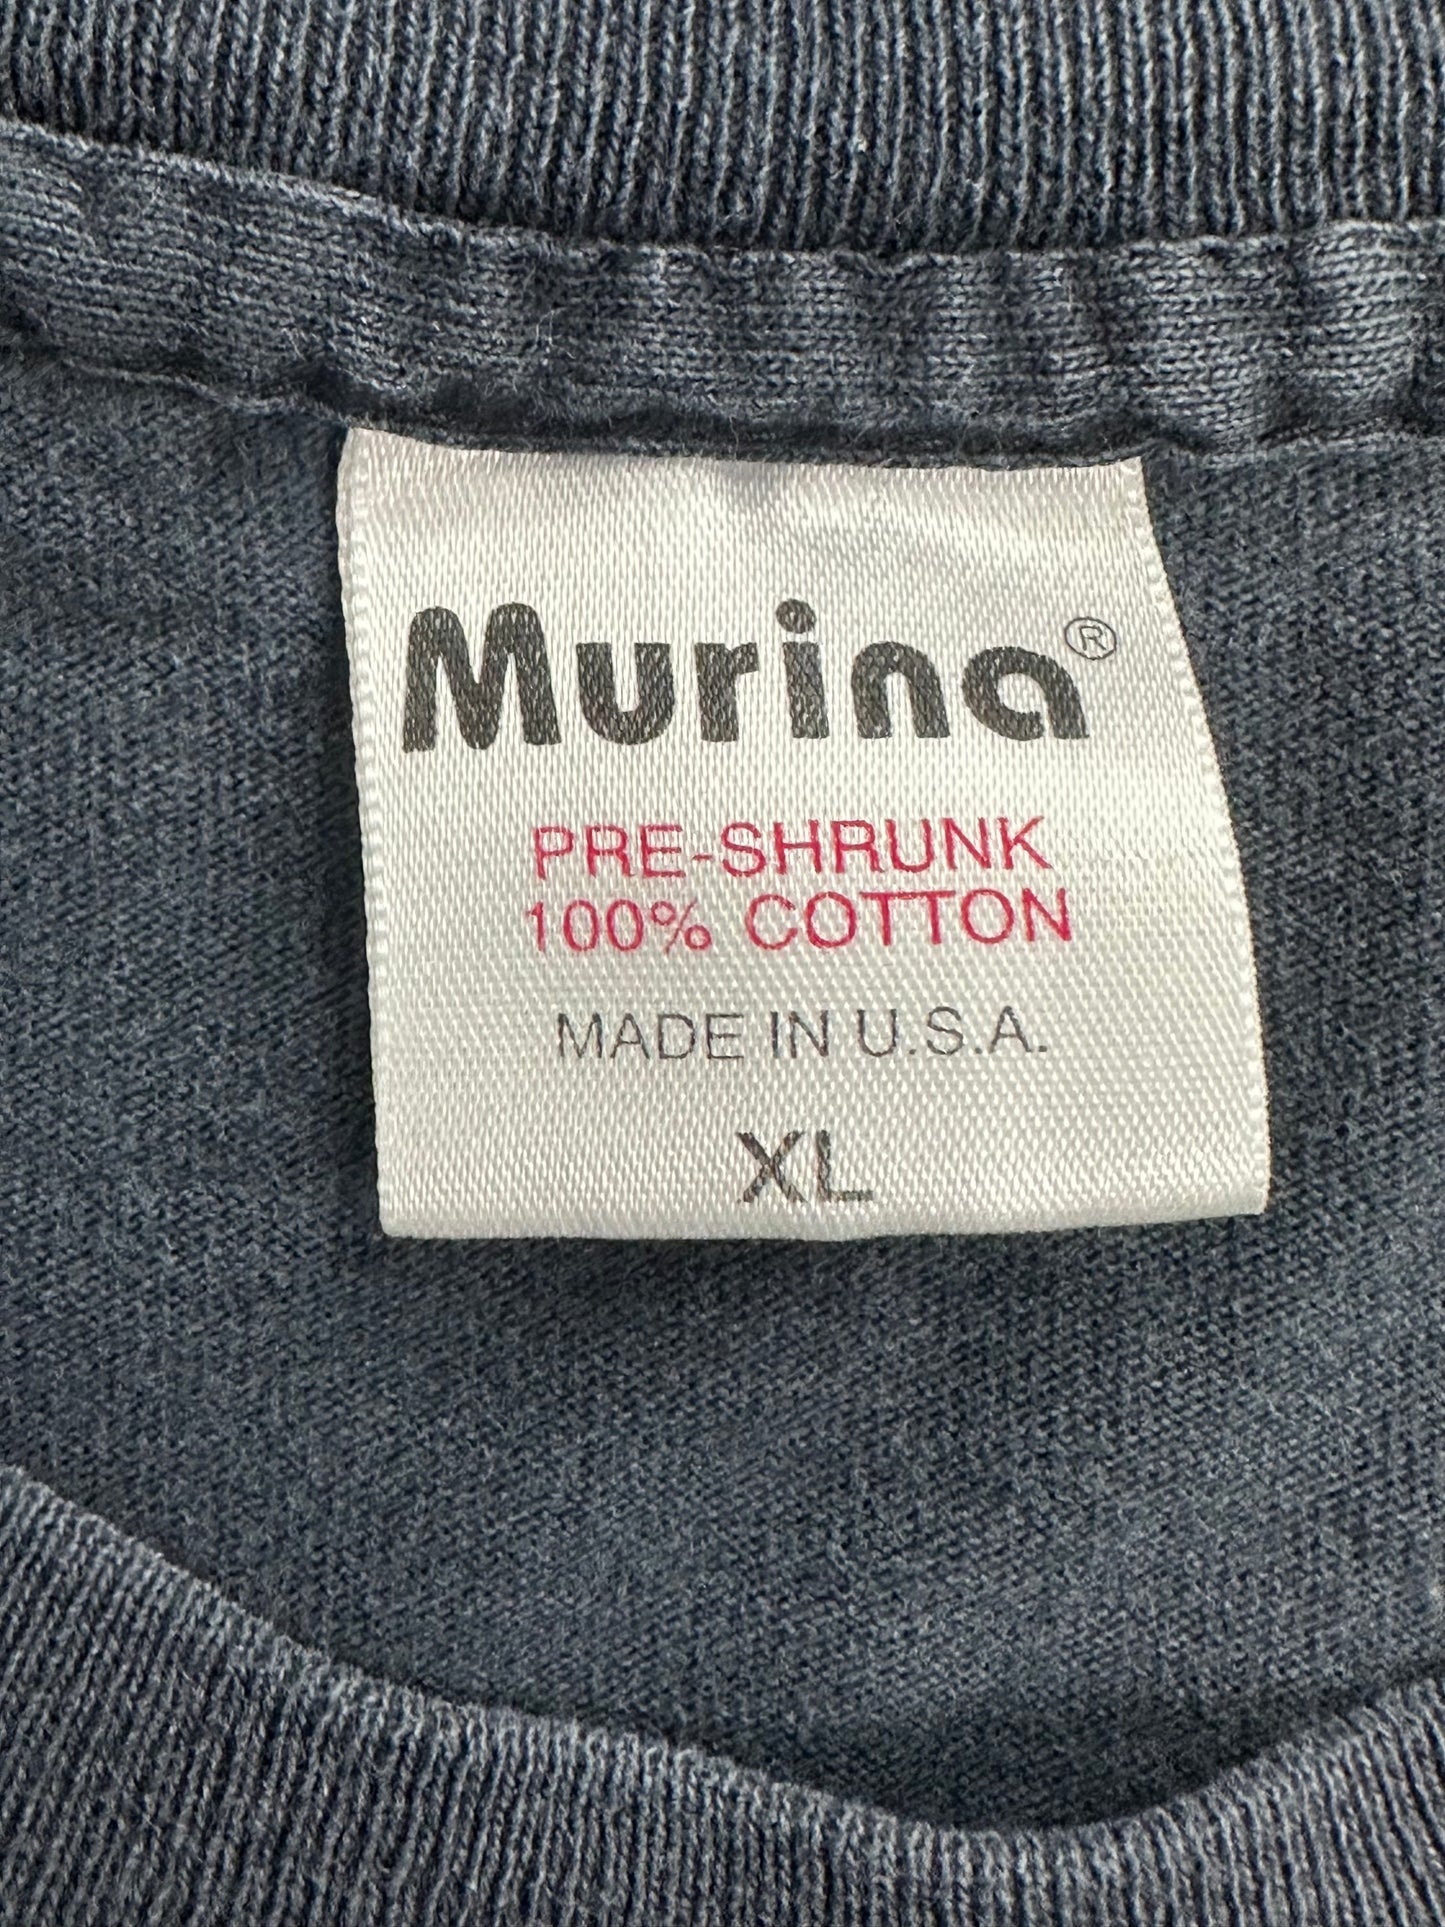 Murina®
PRE-SHRUNK
100% COTTON
MADE IN U.S.A.
XL